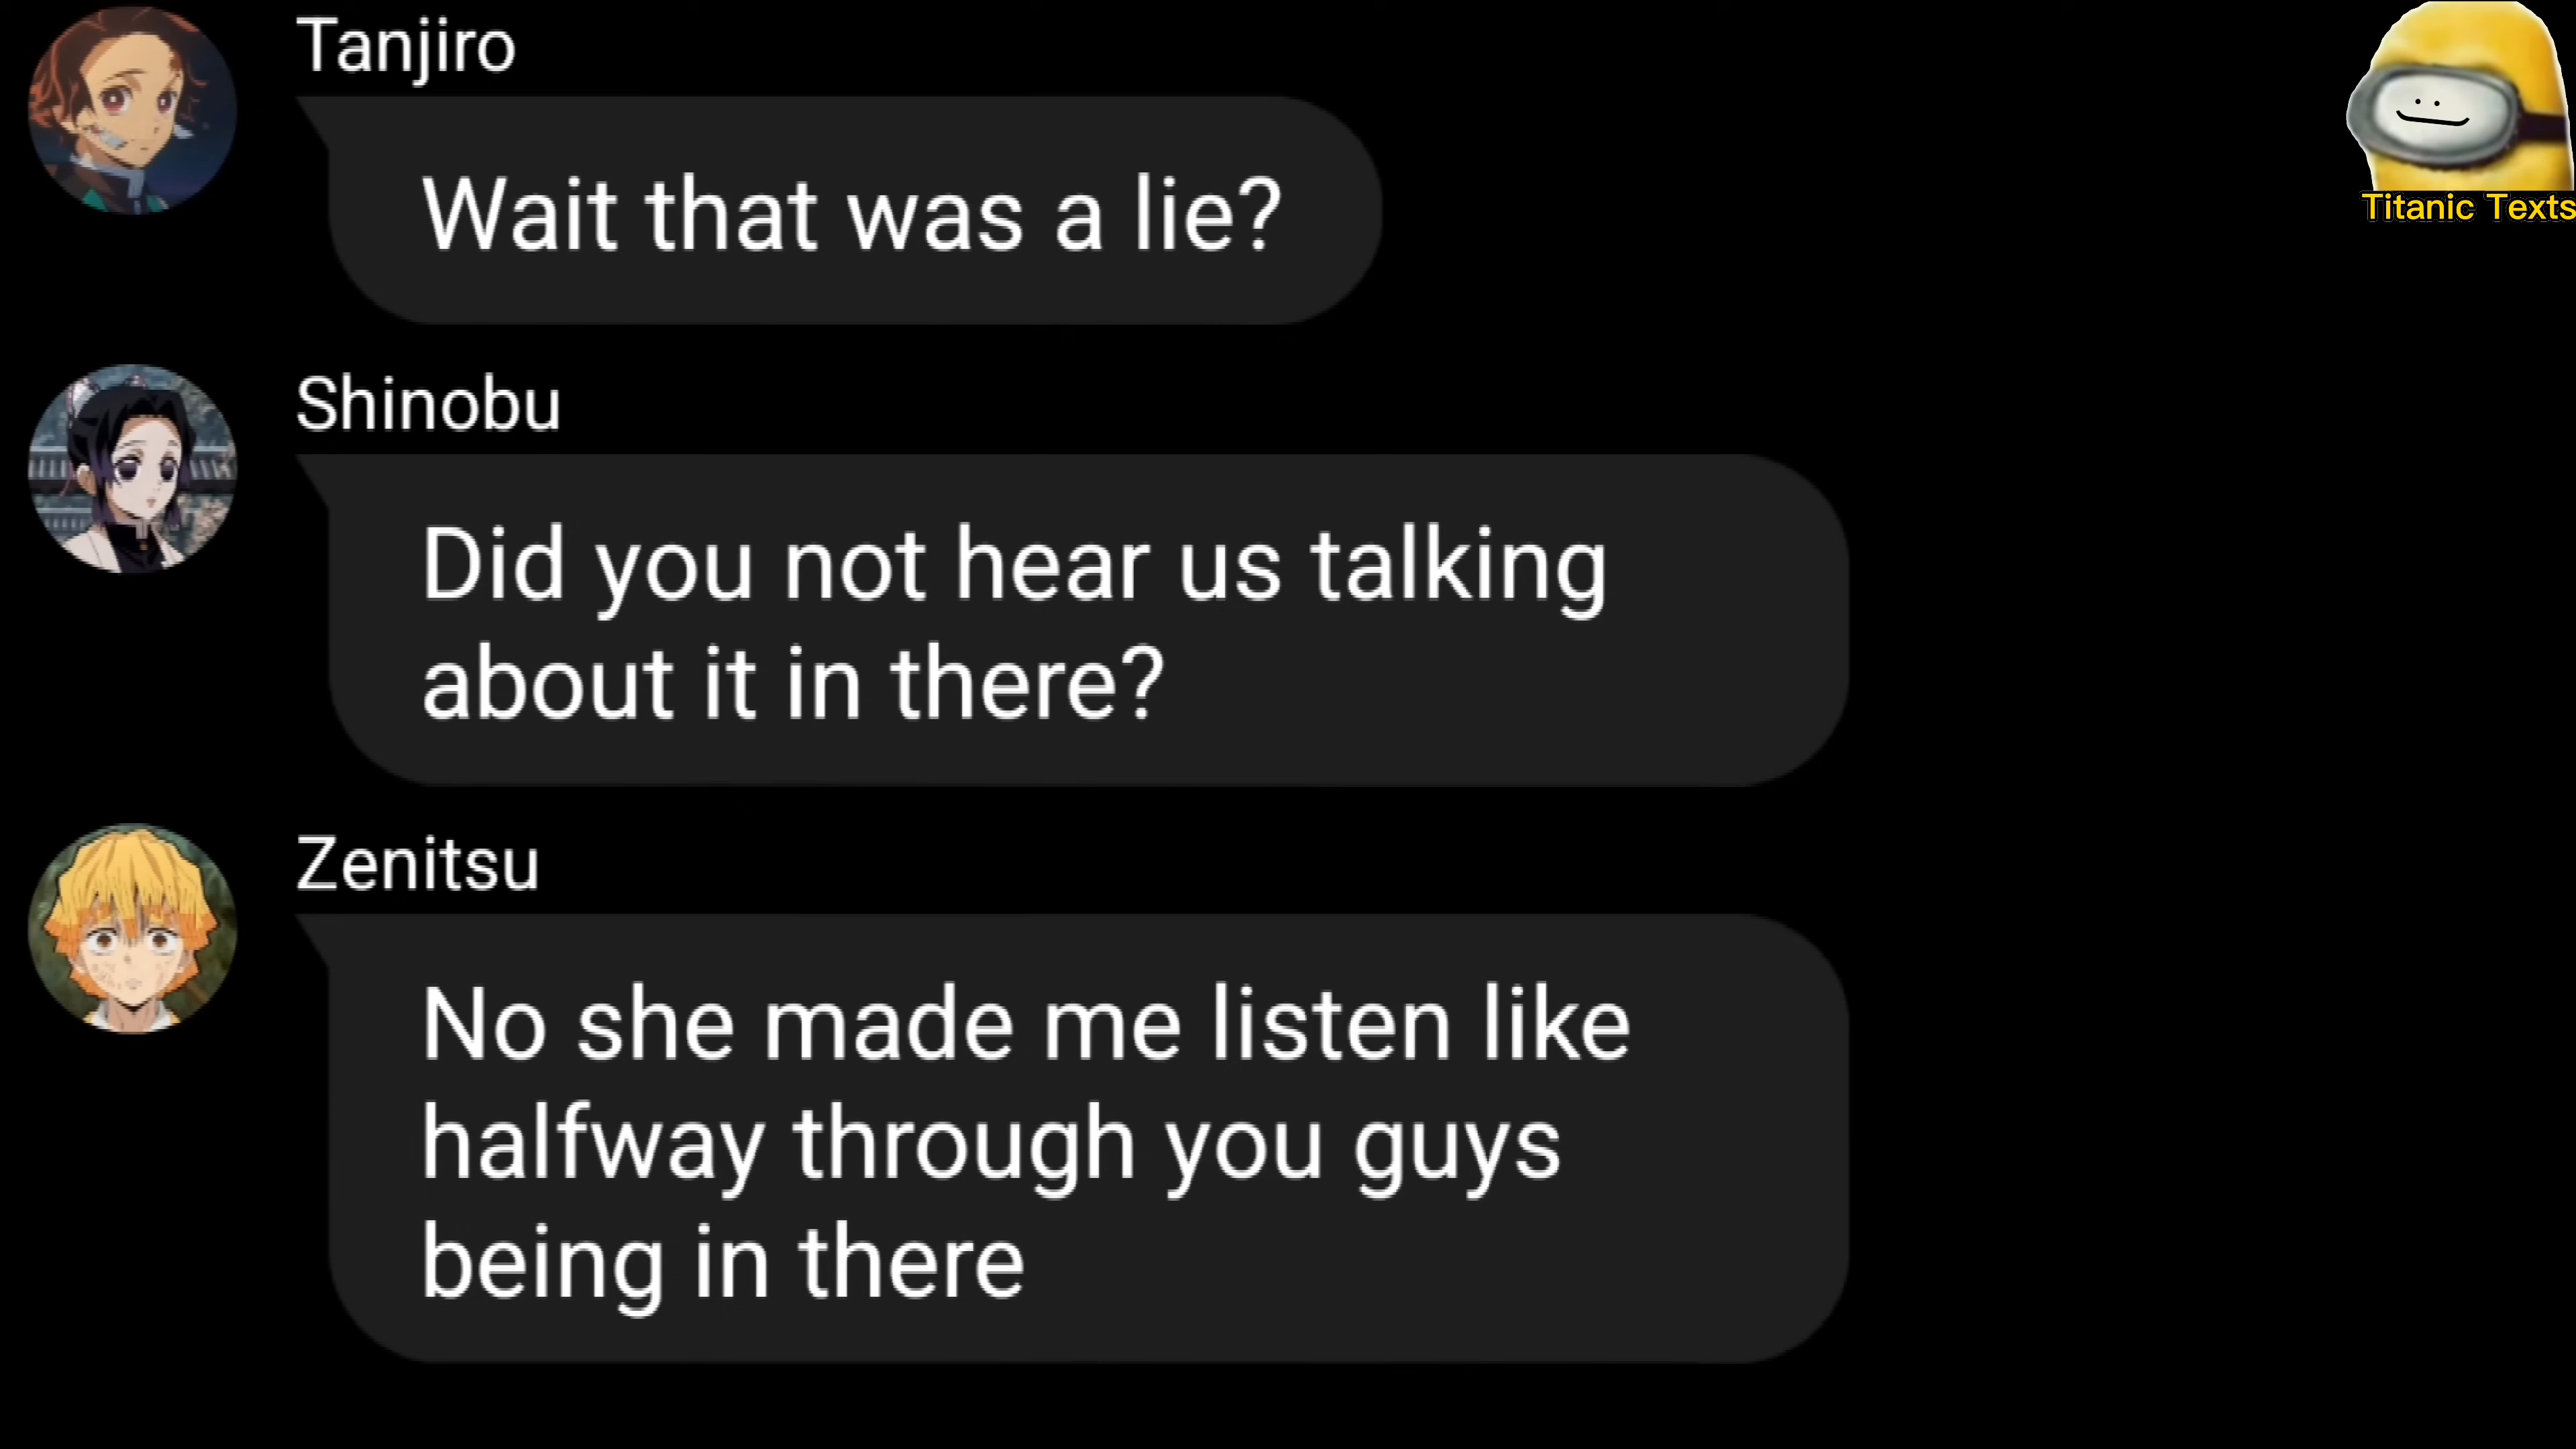 Tanjiro
Wait that was a lie?
Titanic Texts
Shinobu
Did you not hear us talking
about it in there?
Zenitsu
No she made me listen like
halfway through you guys
being in there